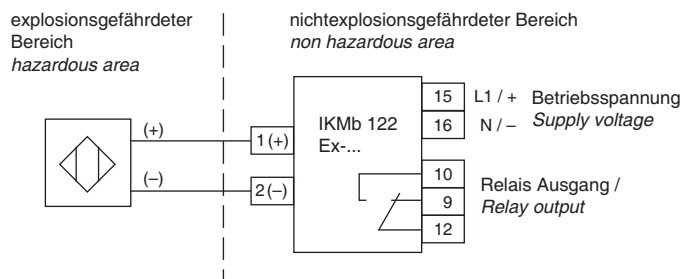 explosionsgefährdeter
Bereich
hazardous area
nichtexplosionsgefährdeter Bereich
non hazardous area
(+)
(–)
1 (+)
2 (–)
IKMb 122
Ex-...
15 L1 / + Betriebsspannung
16 N / – Supply voltage
10
9
12
Relais Ausgang /
Relay output